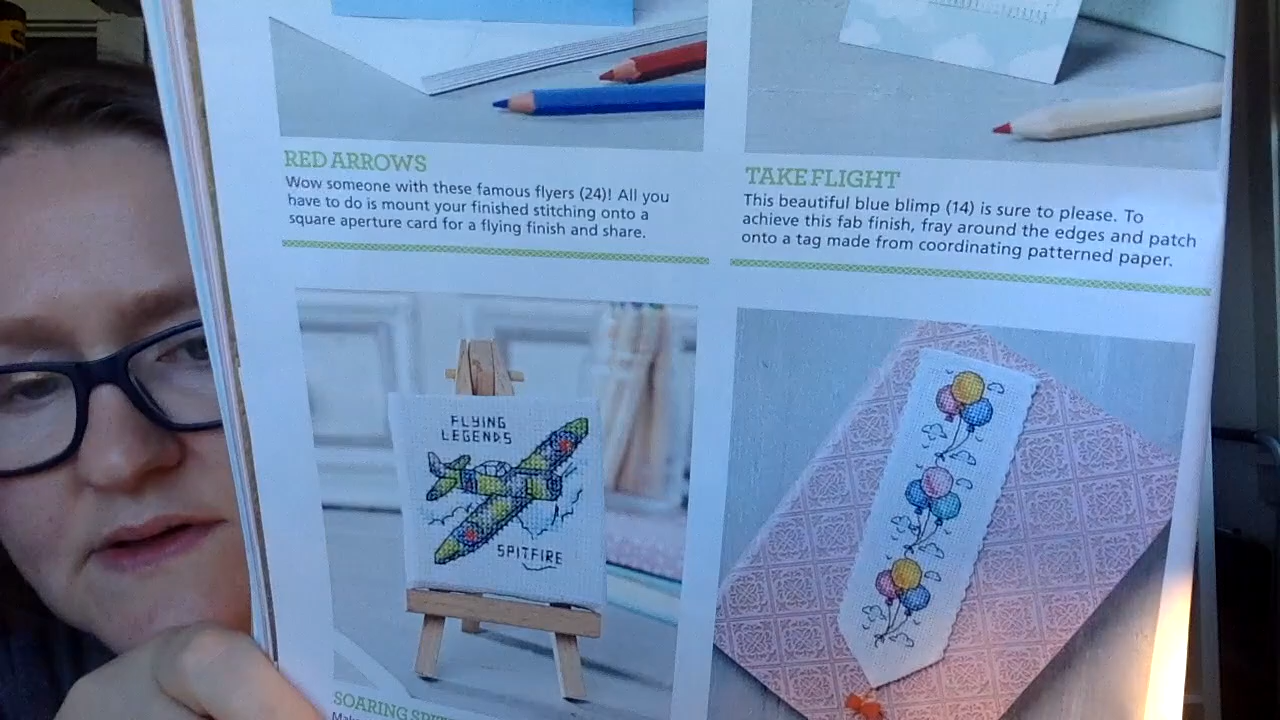 RED ARROWS
Wow someone with these famous flyers (24)! All you
have to do is mount your finished stitching onto a
square aperture card for a flying finish and share.
TAKE FLIGHT
This beautiful blue blimp (14) is sure to please. To
achieve this fab finish, fray around the edges and patch
onto a tag made from coordinating patterned paper.
FLYING
LEGENDS
SPITFIRE
SOARING